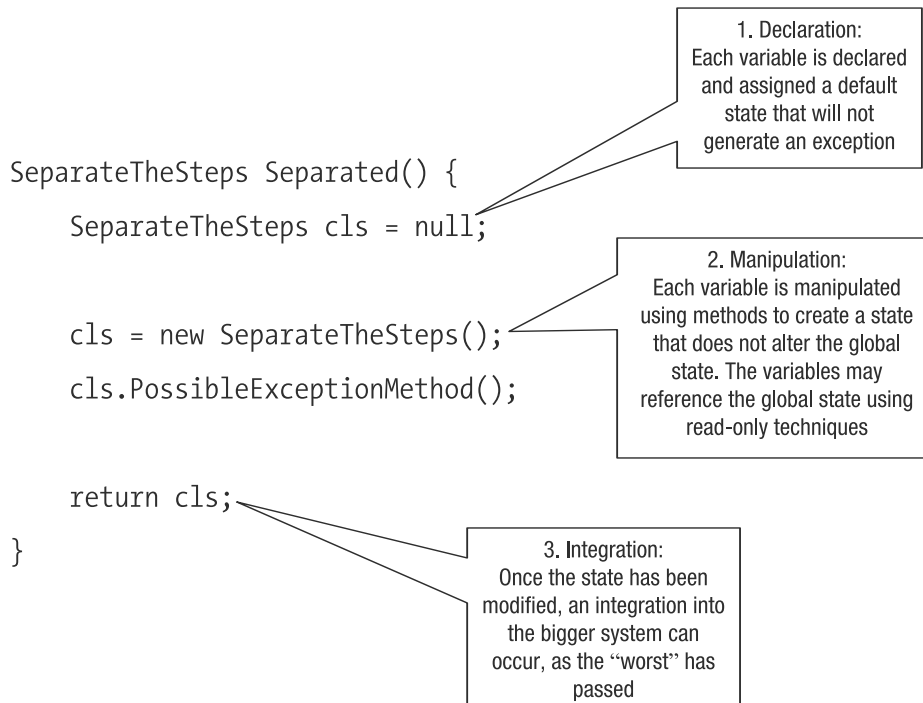 1. Declaration:
Each variable is declared
and assigned a default
state that will not
generate an exception
SeparateTheSteps Separated() {
SeparateTheSteps cls = null;
2. Manipulation:
Each variable is manipulated
using methods to create a state
that does not alter the global
state. The variables may
reference the global state using
read-only techniques
cls = new SeparateTheSteps();
cls.PossibleExceptionMethod();
return cls;
}
3. Integration:
Once the state has been
modified, an integration into
the bigger system can
occur, as the “worst” has
passed